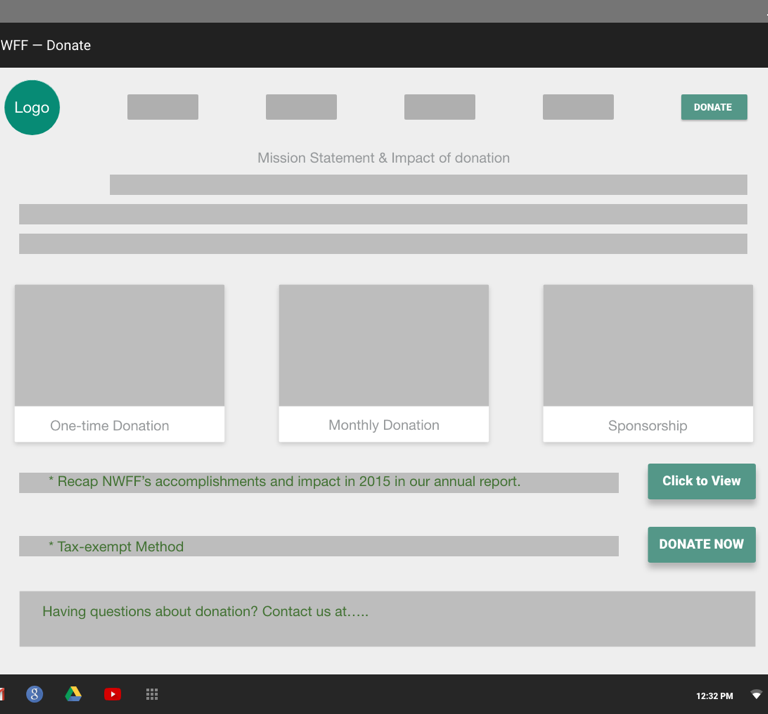 WFF — Donate
Logo
DONATE
Mission Statement & Impact of donation
One-time Donation
Monthly Donation
Sponsorship
* Recap NWFF's accomplishments and impact in 2015 in our annual report.
Click to View
* Tax-exempt Method
DONATE NOW
Having questions about donation? Contact us at.....
8
12:32 PM